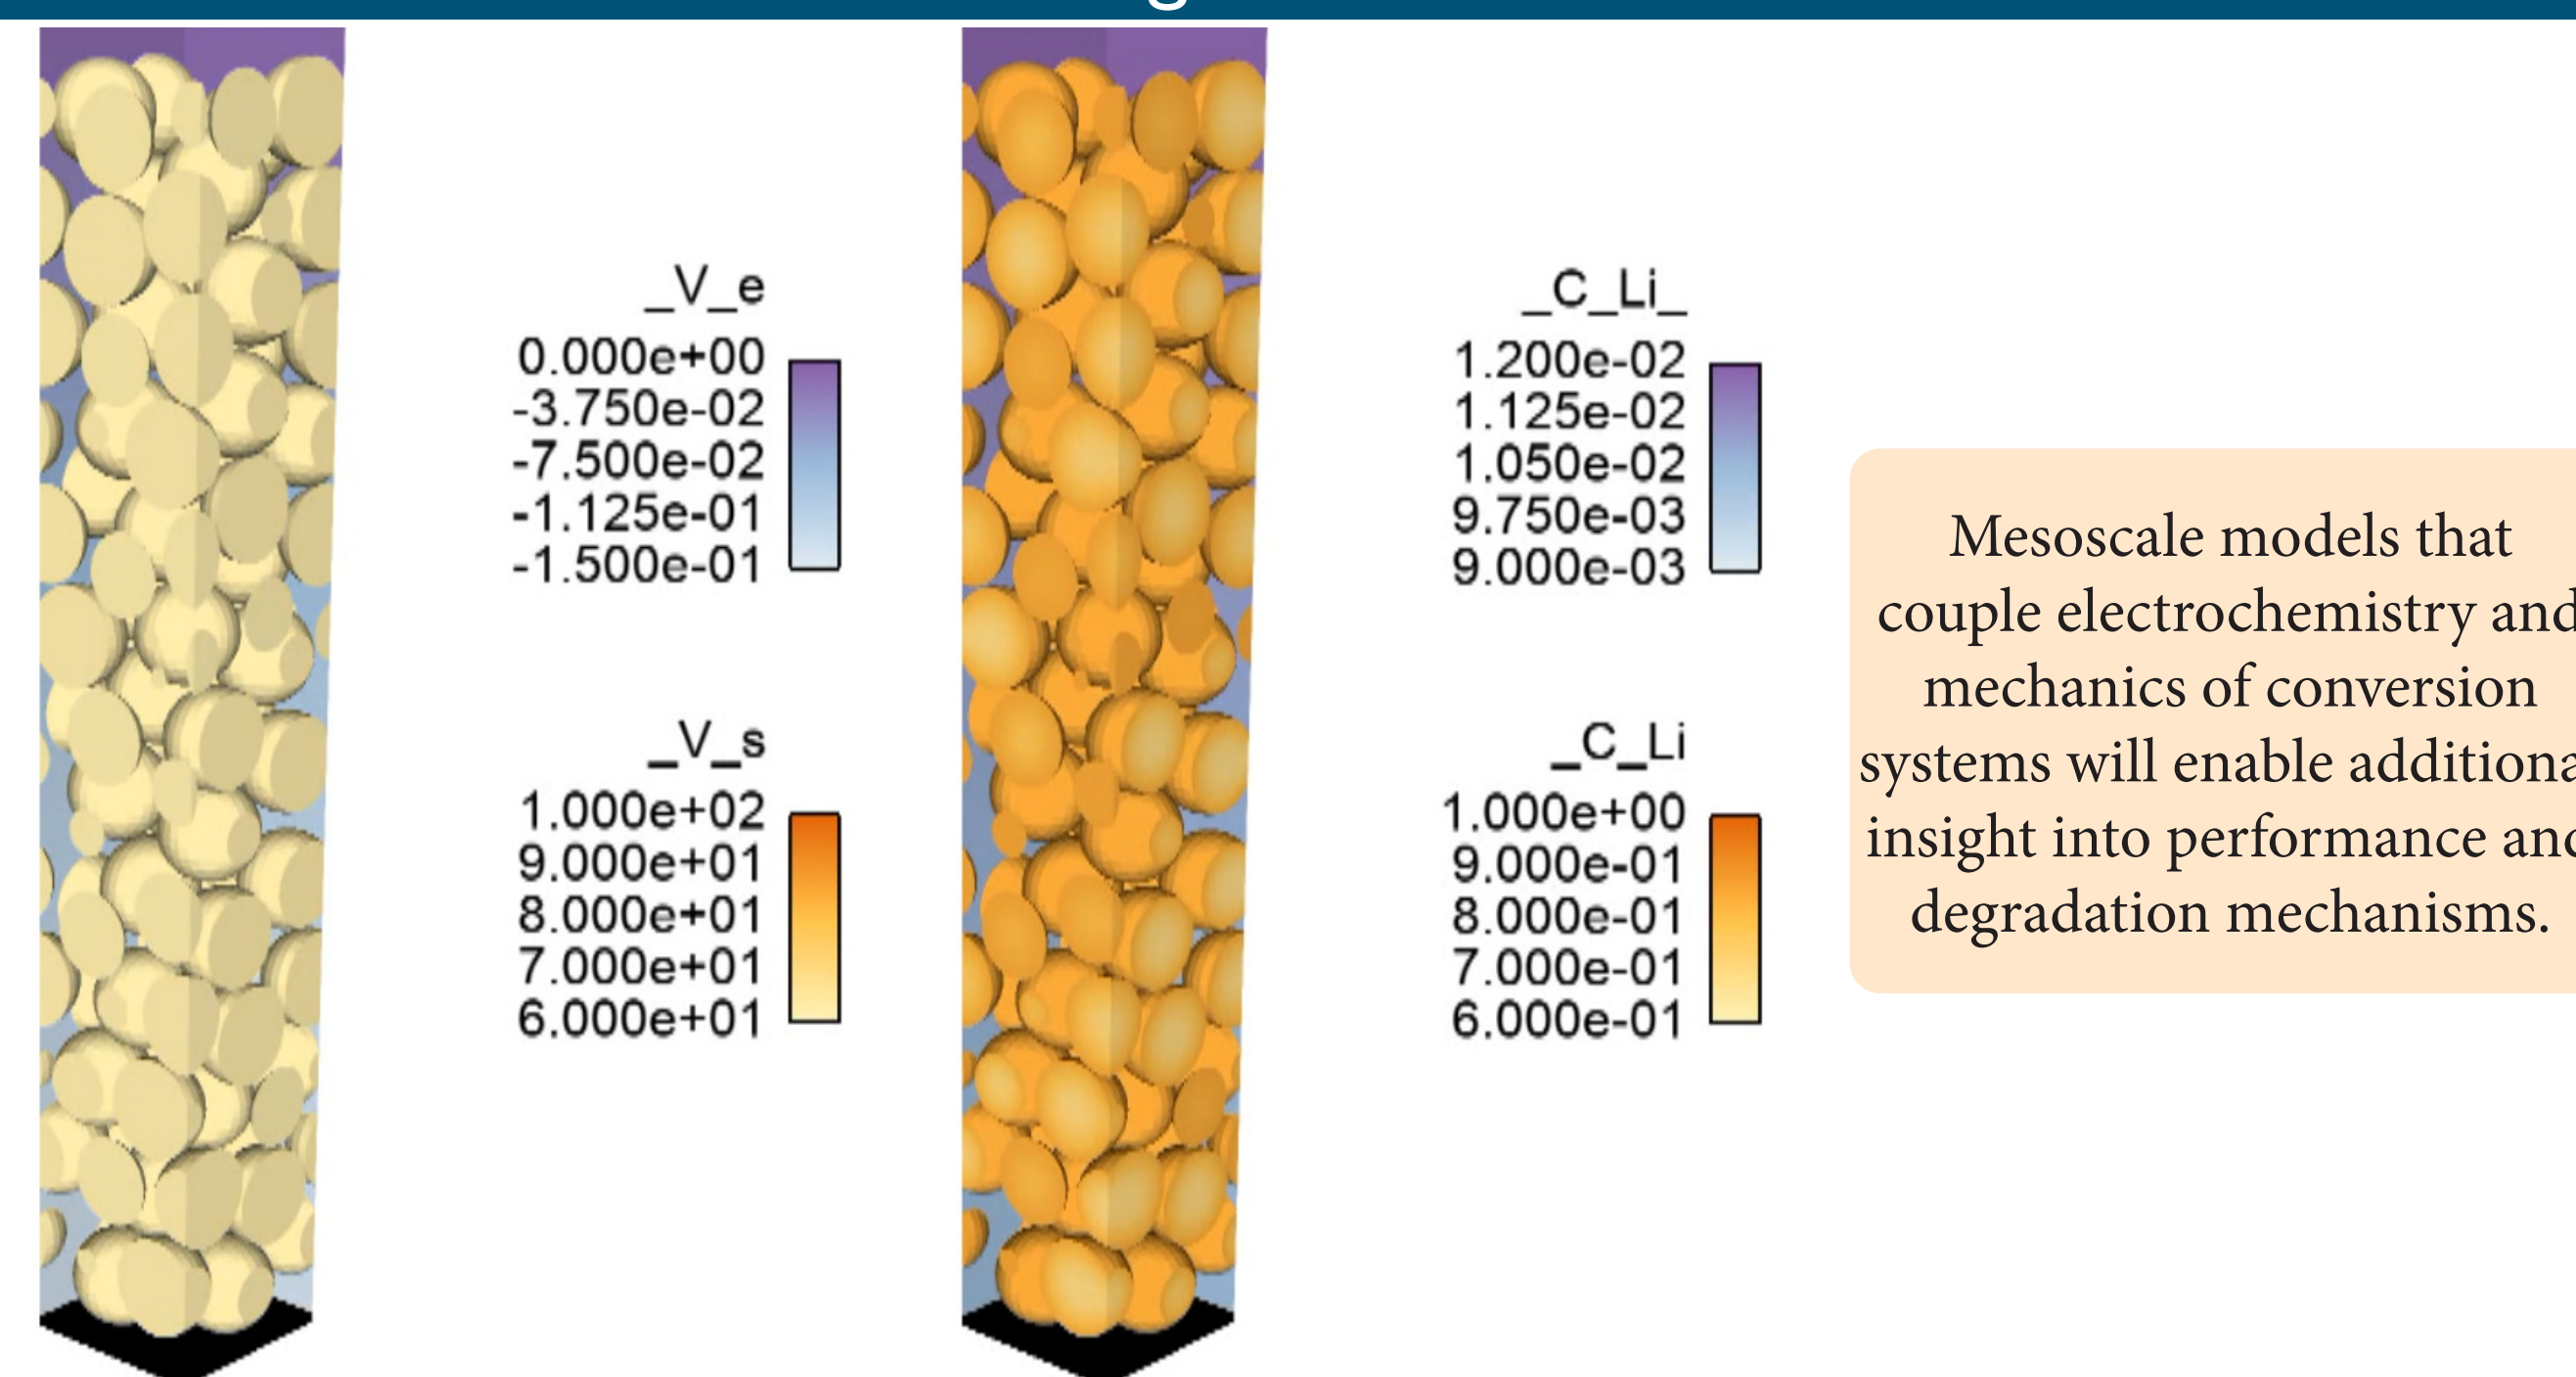 _V_e
0.000e+00
-3.750e-02
-7.500e-02
-1.125e-01
-1.500e-01
_V_s
1.000e+02
9.000e+01
8.000e+01
7.000e+01
6.000e+01
_C_Li_
1.200e-02
1.125e-02
1.050e-02
9.750e-03
9.000e-03
_C_Li
1.000e+00
9.000e-01
8.000e-01
7.000e-01
6.000e-01
Mesoscale models that
couple electrochemistry and
mechanics of conversion
systems will enable additiona
insight into performance and
degradation mechanisms.